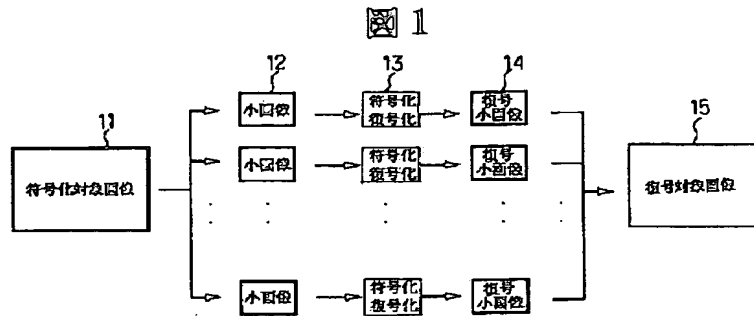 図 1
12
13
14
11
15
小画像
符号化
復号化
復号
小画像
符号化対象画像
小画像
符号化
復号化
復号
小画像
復号対象画像
小画像
符号化
復号化
復号
小画像